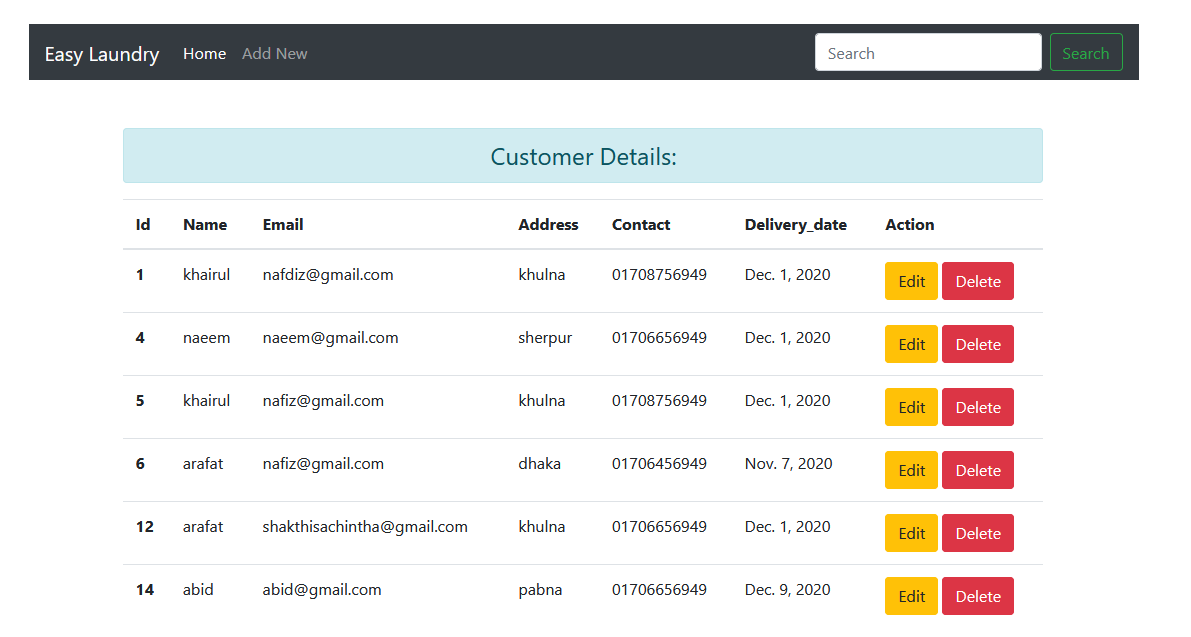 Easy Laundry Home Add New Search Search
Customer Details:
Id Name Email Address Contact Delivery_date Action
1 khairul nafdiz@gmail.com khulna 01708756949 Dec. 1, 2020 Edit Delete
4 naeem naeem@gmail.com sherpur 01706656949 Dec. 1, 2020 Edit Delete
5 khairul nafiz@gmail.com khulna 01708756949 Dec. 1, 2020 Edit Delete
6 arafat nafiz@gmail.com dhaka 01706456949 Nov. 7, 2020 Edit Delete
12 arafat shakthisachintha@gmail.com khulna 01706656949 Dec. 1, 2020 Edit Delete
14 abid abid@gmail.com pabna 01706656949 Dec. 9, 2020 Edit Delete